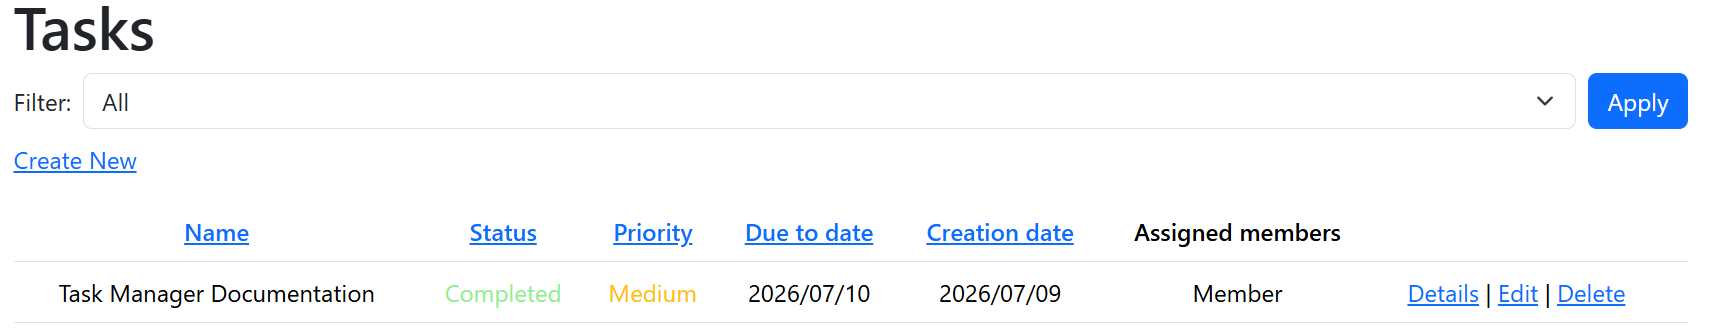 Tasks
Filter: All Apply
Create New
Name Status Priority Due to date Creation date Assigned members
Task Manager Documentation Completed Medium 2026/07/10 2026/07/09 Member Details | Edit | Delete